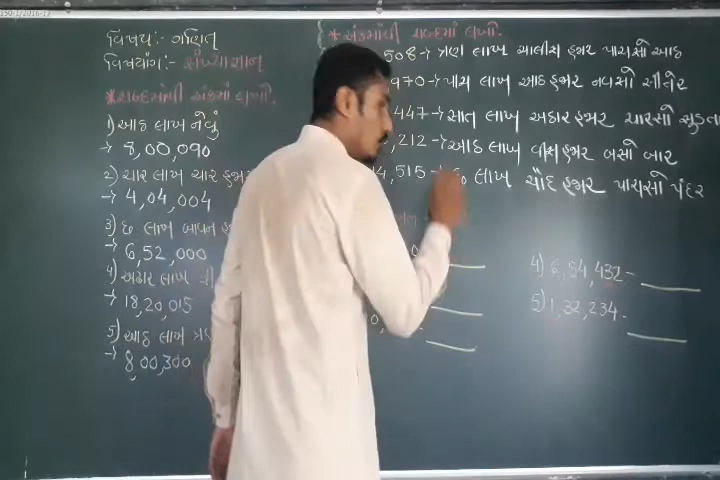 વિષય:- ગણિત્
વિષયાંગ:- સંખ્યાજ્ઞાન
*શબ્દમાંથી અંકમાં લખો.
1) આઠ લાખ નેવું
→ 8,00,090
2) ચાર લાખ ચાર હજાર
→ 4,04,004
3) છ લાખ બાવન
→ 6,52,000
4) અઢાર લાખ
→ 18,20,015
5) આઠ લાખ
→ 8,00,300
*અંકમાંથી શબ્દમાં લખો.
508→ ત્રણ લાખ ચાલીસ હજાર પાચસો આઠ
970→ પાચ લાખ આઠ હજાર નવસો સીતેર
447→ સાત લાખ અઢાર હજાર ચારસો
,212→ આઠ લાખ વીસ હજાર બસો બાર
14,515→ લાખ ચૌદ હજાર પાચસો પંદર
4) 6,54,432-
5) 1,32,234-